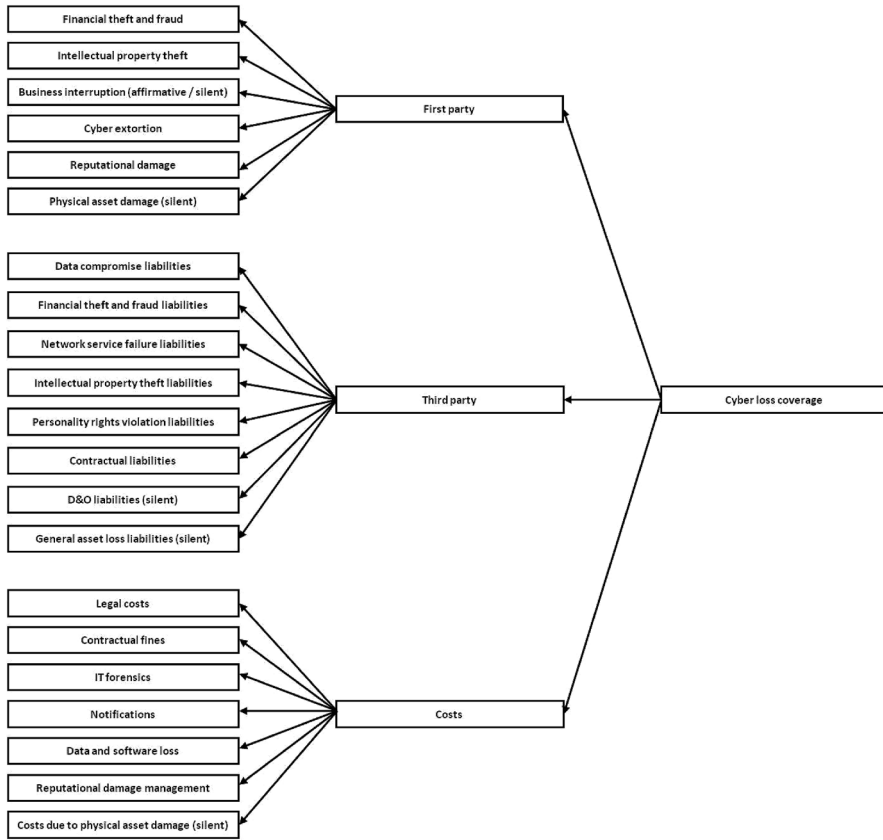 Financial theft and fraud
Intellectual property theft
Business interruption (affirmative / silent)
Cyber extortion
Reputational damage
Physical asset damage (silent)
First party
Data compromise liabilities
Financial theft and fraud liabilities
Network service failure liabilities
Intellectual property theft liabilities
Personality rights violation liabilities
Contractual liabilities
D&O liabilities (silent)
General asset loss liabilities (silent)
Third party
Cyber loss coverage
Legal costs
Contractual fines
IT forensics
Notifications
Data and software loss
Reputational damage management
Costs due to physical asset damage (silent)
Costs